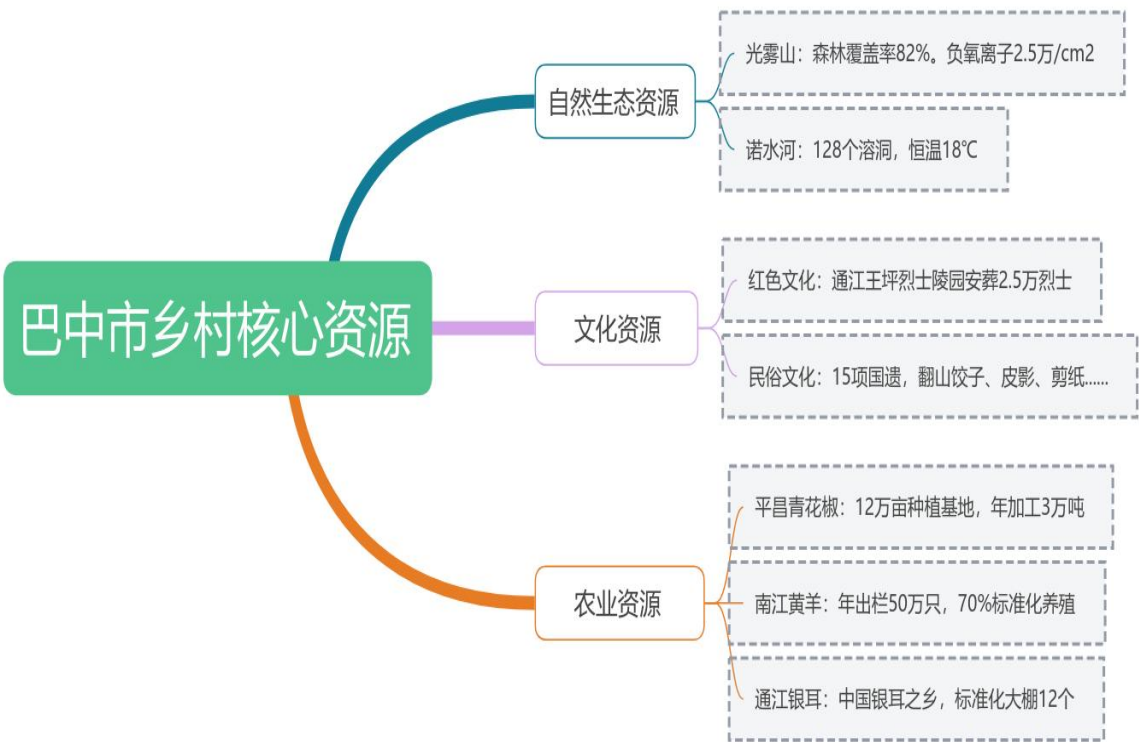 巴中市乡村核心资源
自然生态资源
光雾山：森林覆盖率82%。负氧离子2.5万/cm2
诺水河：128个溶洞，恒温18℃
文化资源
红色文化：通江王坪烈士陵园安葬2.5万烈士
民俗文化：15项国遗，翻山饺子、皮影、剪纸......
农业资源
平昌青花椒：12万亩种植基地，年加工3万吨
南江黄羊：年出栏50万只，70%标准化养殖
通江银耳：中国银耳之乡，标准化大棚12个